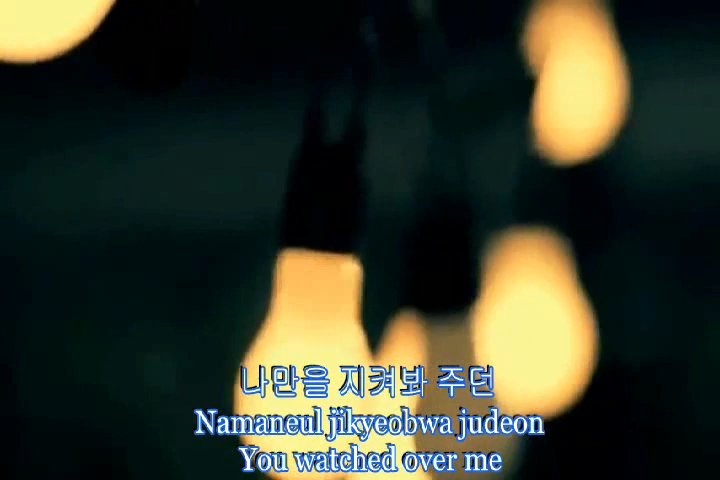 나만을 지켜봐 주던
Namaneul jikyeobwa judeon
You watched over me